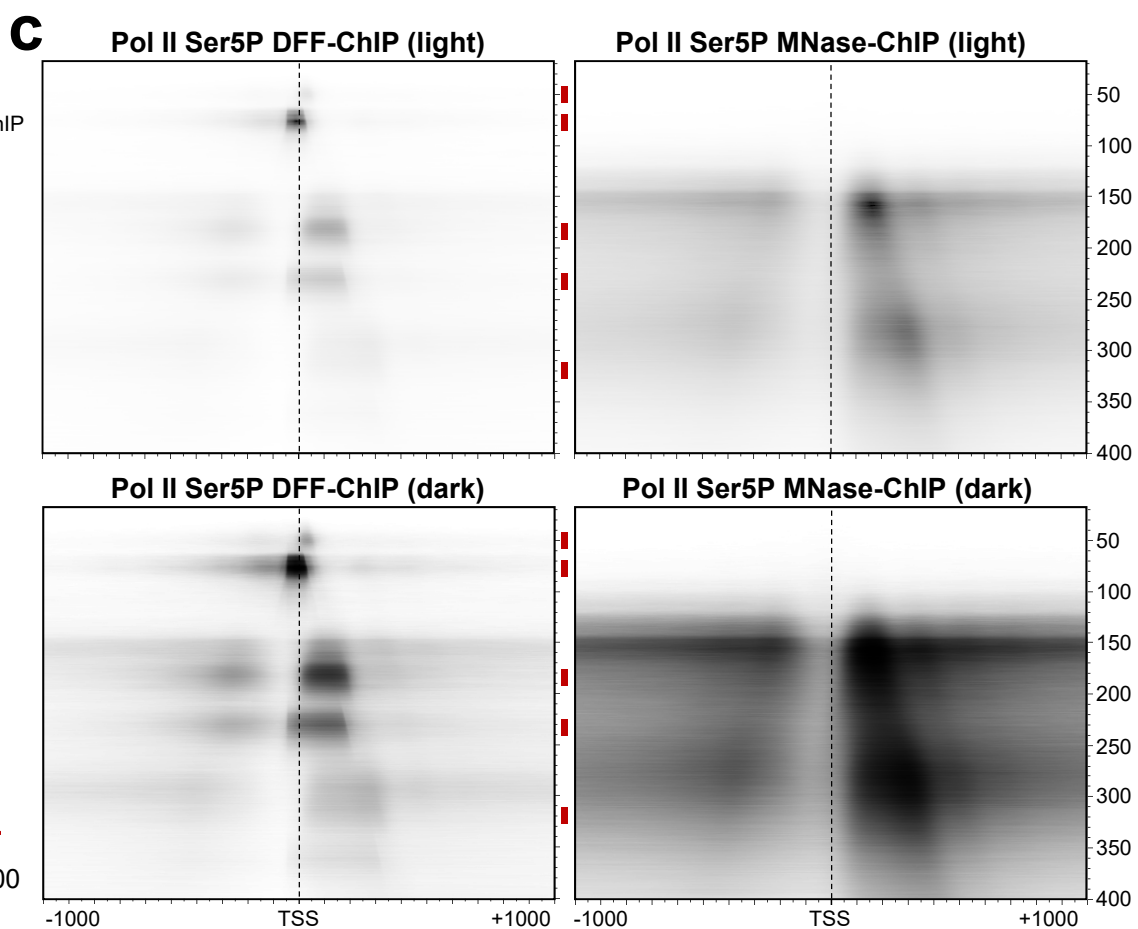 C
Pol II Ser5P DFF-ChIP (light)
Pol II Ser5P MNase-ChIP (light)
hIP
50
100
150
200
250
300
350
400
Pol II Ser5P DFF-ChIP (dark)
Pol II Ser5P MNase-ChIP (dark)
50
100
150
200
250
300
350
400
00
-1000 TSS +1000
-1000 TSS +1000